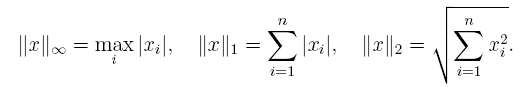 ‖x‖∞ = max_i |x_i|, ‖x‖_1 = ∑_{i=1}^{n} |x_i|, ‖x‖_2 = √(∑_{i=1}^{n} x_i^2).